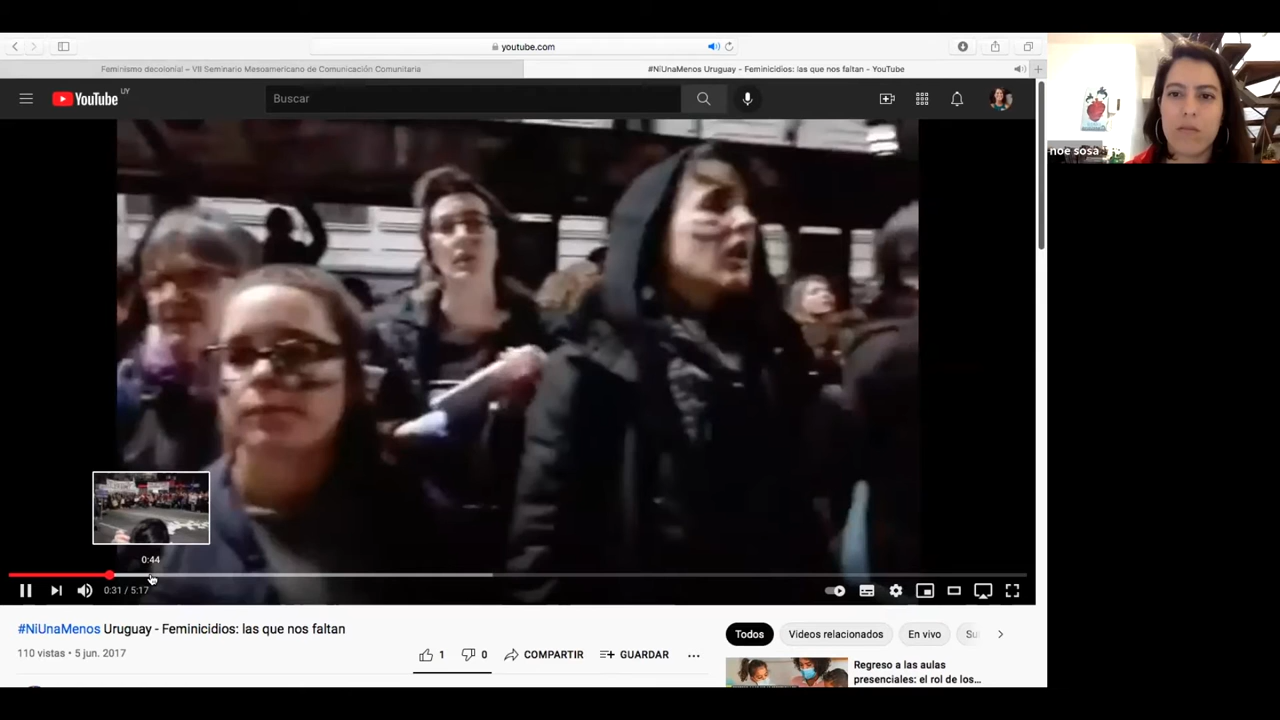 youtube.com
Feminismo decolonial – VII Seminario Mesoamericano de Comunicación Comunitaria
#NiUnaMenos Uruguay - Feminicidios: las que nos faltan - YouTube
YouTube UY
Buscar
noe sosa
0:44
0:31 / 5:17
#NiUnaMenos Uruguay - Feminicidios: las que nos faltan
110 vistas • 5 jun. 2017
1
0
COMPARTIR
GUARDAR
Todos
Videos relacionados
En vivo
Su
Regreso a las aulas
presenciales: el rol de los...